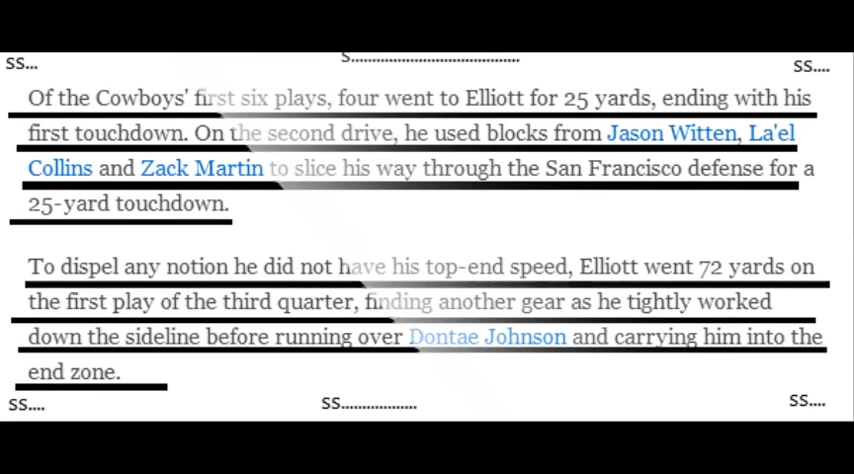 SS... S.......................................... SS....
Of the Cowboys' first six plays, four went to Elliott for 25 yards, ending with his
first touchdown. On the second drive, he used blocks from Jason Witten, La'el
Collins and Zack Martin to slice his way through the San Francisco defense for a
25-yard touchdown.
To dispel any notion he did not have his top-end speed, Elliott went 72 yards on
the first play of the third quarter, finding another gear as he tightly worked
down the sideline before running over Dontae Johnson and carrying him into the
end zone.
SS.... SS................... SS....